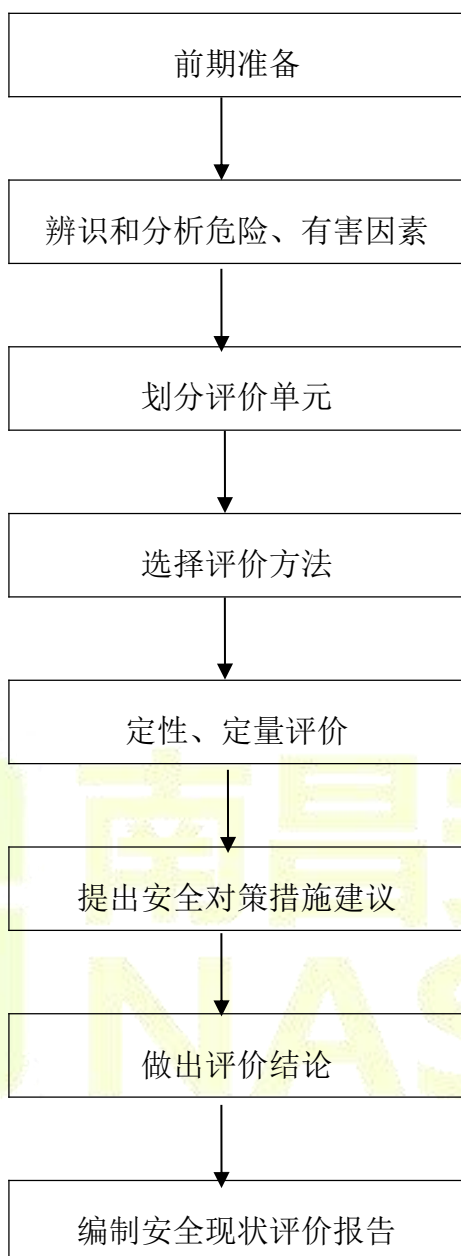 前期准备
辨识和分析危险、有害因素
划分评价单元
选择评价方法
定性、定量评价
南昌
提出安全对策措施建议
NAS
做出评价结论
编制安全现状评价报告